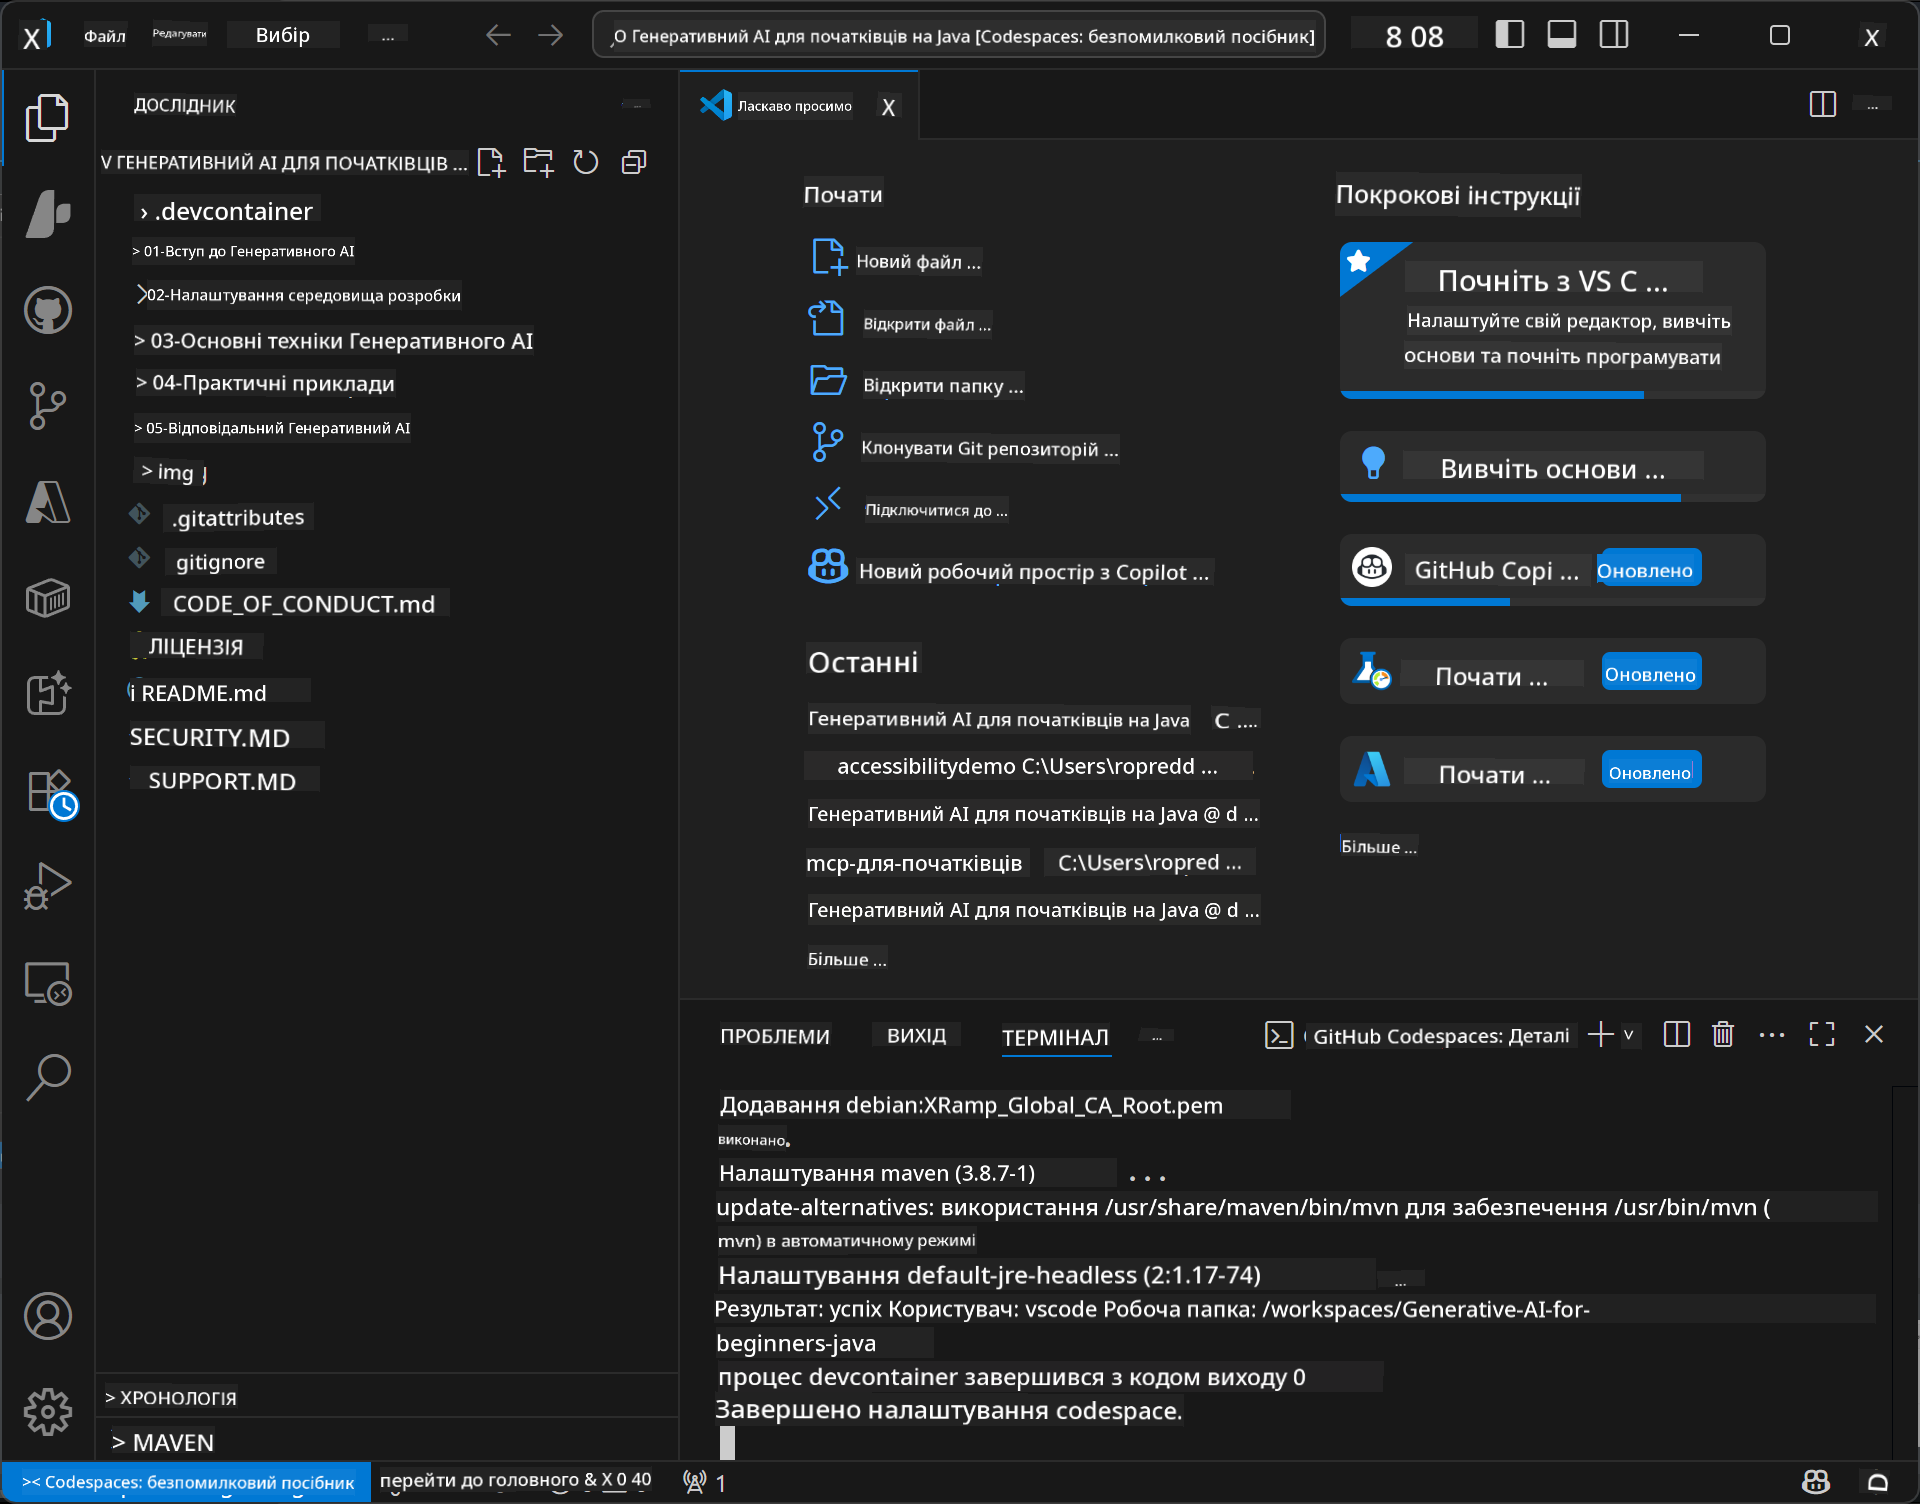 Файл Редагувати Вибір ...
Генеративний AI для початківців на Java [Codespaces: безпомилковий посібник]
8 08
ДОСЛІДНИК
V ГЕНЕРАТИВНИЙ AI ДЛЯ ПОЧАТКІВЦІВ ...
› .devcontainer
> 01-Вступ до Генеративного AI
02-Налаштування середовища розробки
> 03-Основні техніки Генеративного AI
> 04-Практичні приклади
> 05-Відповідальний Генеративний AI
> img
.gitattributes
gitignore
CODE_OF_CONDUCT.md
ЛІЦЕНЗІЯ
i README.md
SECURITY.MD
SUPPORT.MD
> ХРОНОЛОГІЯ
> MAVEN
Ласкаво просимо X
Почати
Новий файл ...
Відкрити файл ...
Відкрити папку ...
Клонувати Git репозиторій ...
Підключитися до ...
Новий робочий простір з Copilot ...
Останні
Генеративний AI для початківців на Java C ....
accessibilitydemo C:\Users\ropredd ...
Генеративний AI для початківців на Java @ d ...
mcp-для-початківців C:\Users\ropred ...
Генеративний AI для початківців на Java @ d ...
Більше ...
Покрокові інструкції
Почніть з VS C ...
Налаштуйте свій редактор, вивчіть
основи та почніть програмувати
Вивчіть основи ...
GitHub Copi ... Оновлено
Почати ... Оновлено
Почати ... Оновлено
Більше ...
ПРОБЛЕМИ ВИХІД ТЕРМІНАЛ ...
GitHub Codespaces: Деталі
Додавання debian:XRamp_Global_CA_Root.pem
виконано.
Налаштування maven (3.8.7-1) ...
update-alternatives: використання /usr/share/maven/bin/mvn для забезпечення /usr/bin/mvn (
mvn) в автоматичному режимі
Налаштування default-jre-headless (2:1.17-74) ...
Результат: успіх Користувач: vscode Робоча папка: /workspaces/Generative-AI-for-
beginners-java
процес devcontainer завершився з кодом виходу 0
Завершено налаштування codespace.
>< Codespaces: безпомилковий посібник перейти до головного & X 0 40 1